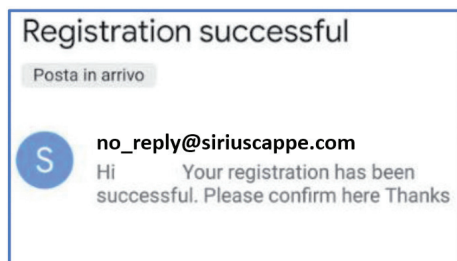 Registration successful
Posta in arrivo
S
no_reply@siriuscappe.com
Hi Your registration has been
successful. Please confirm here Thanks